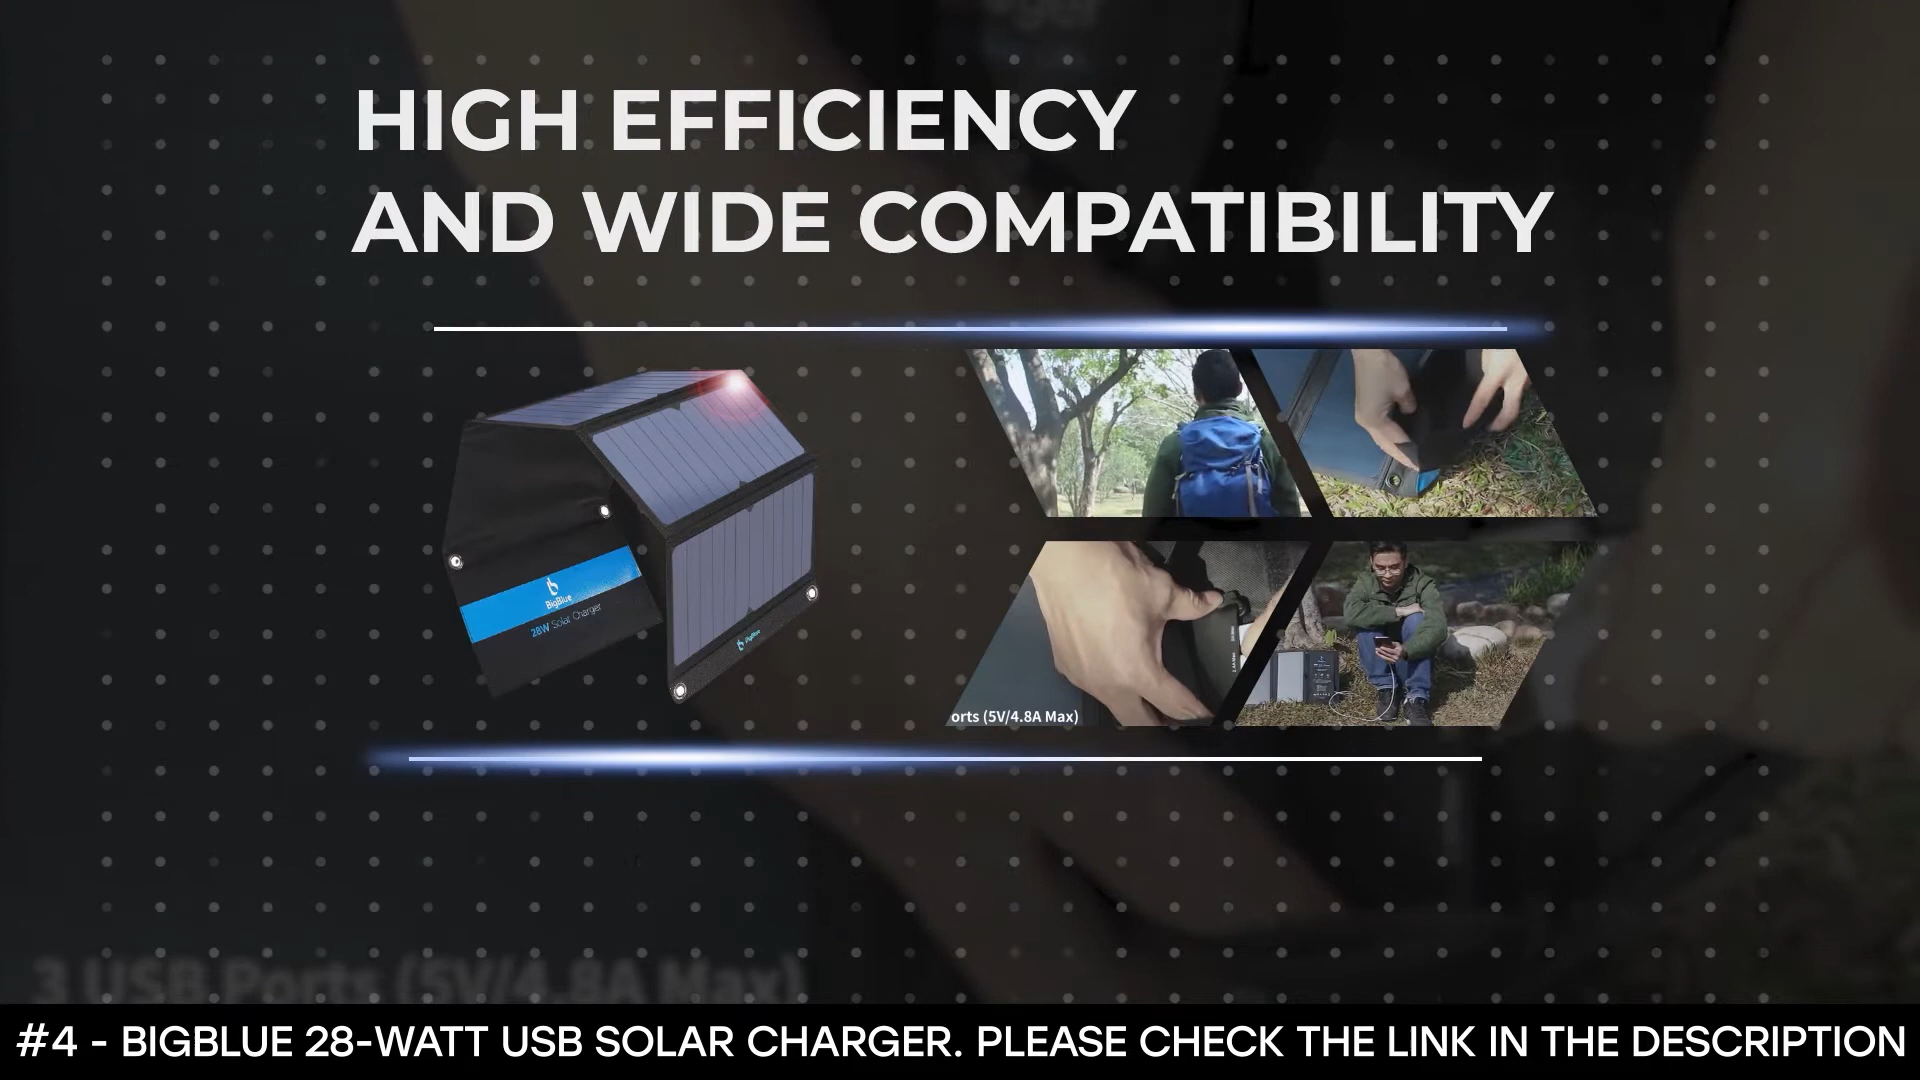 HIGH EFFICIENCY
AND WIDE COMPATIBILITY
BigBlue
28W Solar Charger
BigBlue
orts (5V/4.8A Max)
3 USB Ports (5V/4.8A Max)
#4 - BIGBLUE 28-WATT USB SOLAR CHARGER. PLEASE CHECK THE LINK IN THE DESCRIPTION